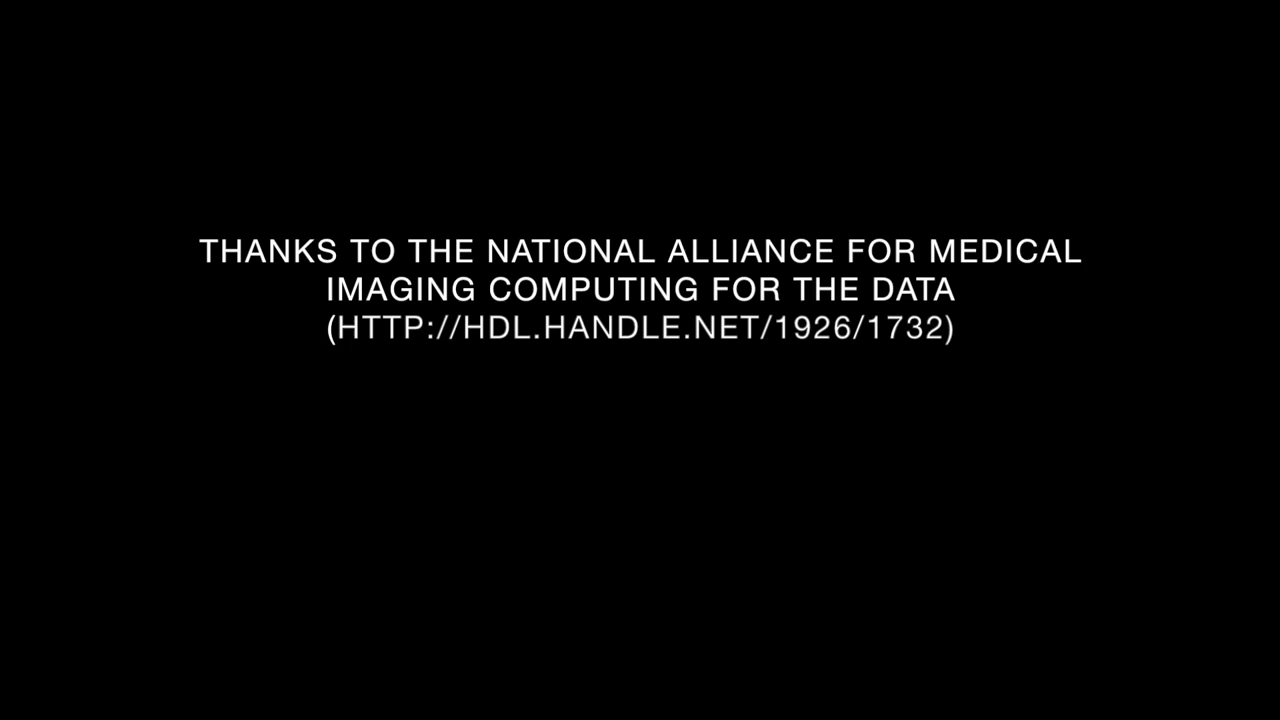 THANKS TO THE NATIONAL ALLIANCE FOR MEDICAL
IMAGING COMPUTING FOR THE DATA
(HTTP://HDL.HANDLE.NET/1926/1732)